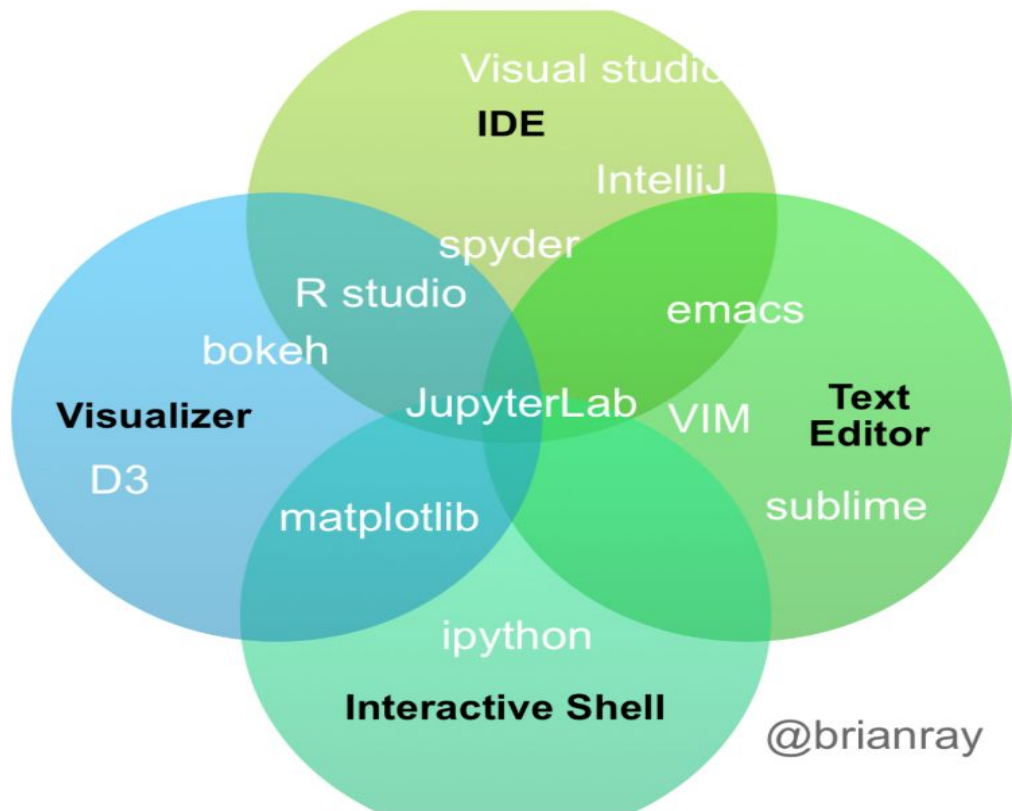 Visual studio
IDE
IntelliJ
spyder
R studio
emacs
bokeh
JupyterLab
Visualizer
VIM
Text
Editor
D3
matplotlib
sublime
ipython
Interactive Shell
@brianray